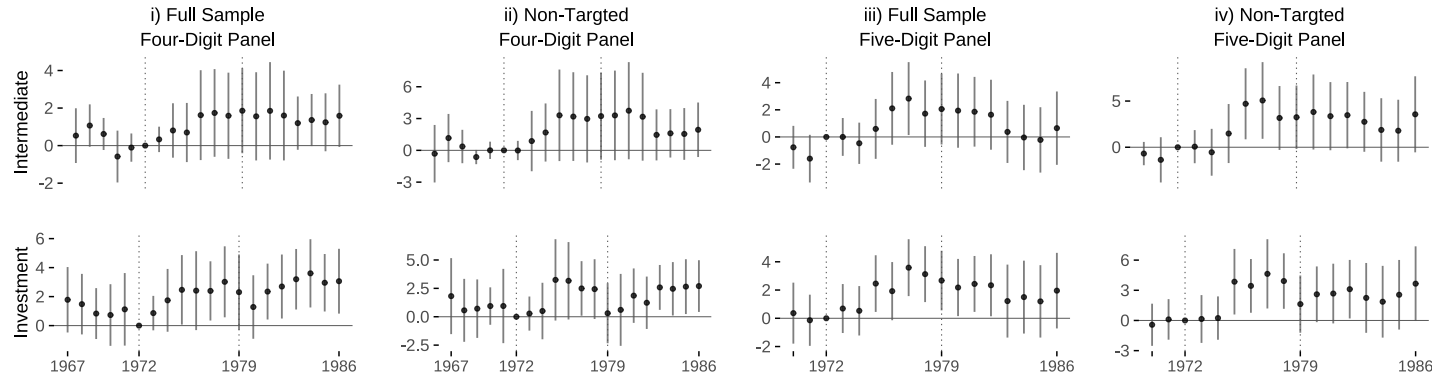 i) Full Sample
Four-Digit Panel
ii) Non-Targted
Four-Digit Panel
iii) Full Sample
Five-Digit Panel
iv) Non-Targted
Five-Digit Panel
Intermediate
4
2
0
-2
6
3
0
-3
4
2
0
-2
5
0
Investment
6
4
2
0
5.0
2.5
0.0
-2.5
4
2
0
-2
6
3
0
-3
1967 1972 1979 1986
1967 1972 1979 1986
1972 1979 1986
1972 1979 1986